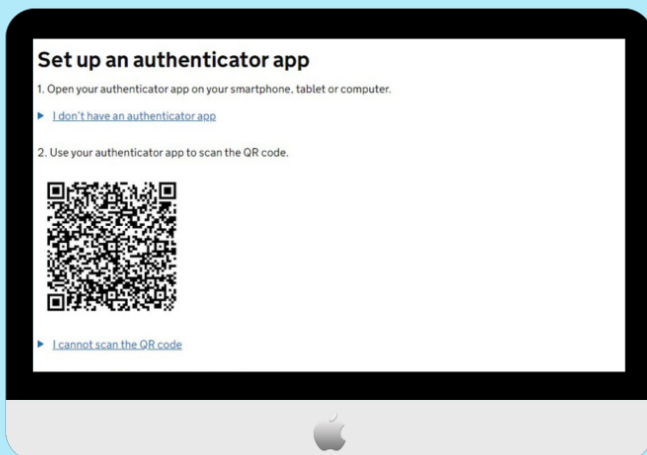 Set up an authenticator app
1. Open your authenticator app on your smartphone, tablet or computer.
I don't have an authenticator app
2. Use your authenticator app to scan the QR code.
I cannot scan the QR code